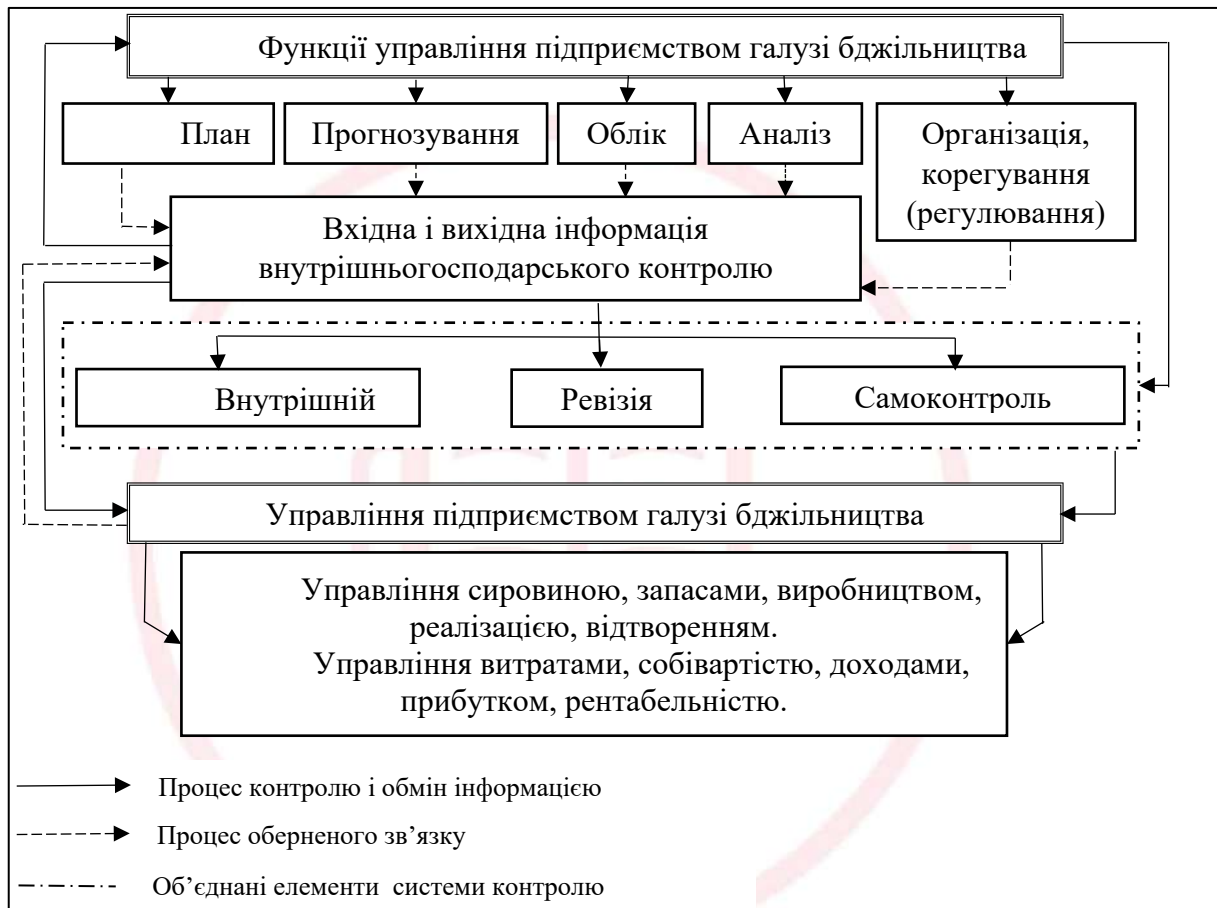 Функції управління підприємством галузі бджільництва
План
Прогнозування
Облік
Аналіз
Організація,
корегування
(регулювання)
Вхідна і вихідна інформація
внутрішньогосподарського контролю
Внутрішній
Ревізія
Самоконтроль
Управління підприємством галузі бджільництва
Управління сировиною, запасами, виробництвом,
реалізацією, відтворенням.
Управління витратами, собівартістю, доходами,
прибутком, рентабельністю.
Процес контролю і обмін інформацією
Процес оберненого зв’язку
Об’єднані елементи системи контролю